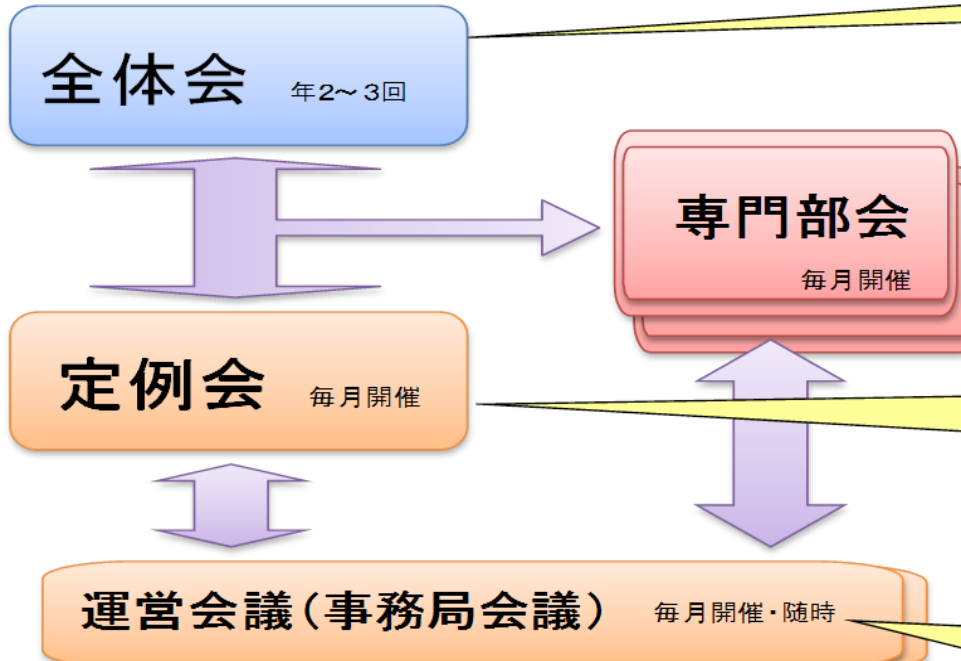 全体会 年2～3回
専門部会
毎月開催
定例会 毎月開催
運営会議(事務局会議) 毎月開催・随時